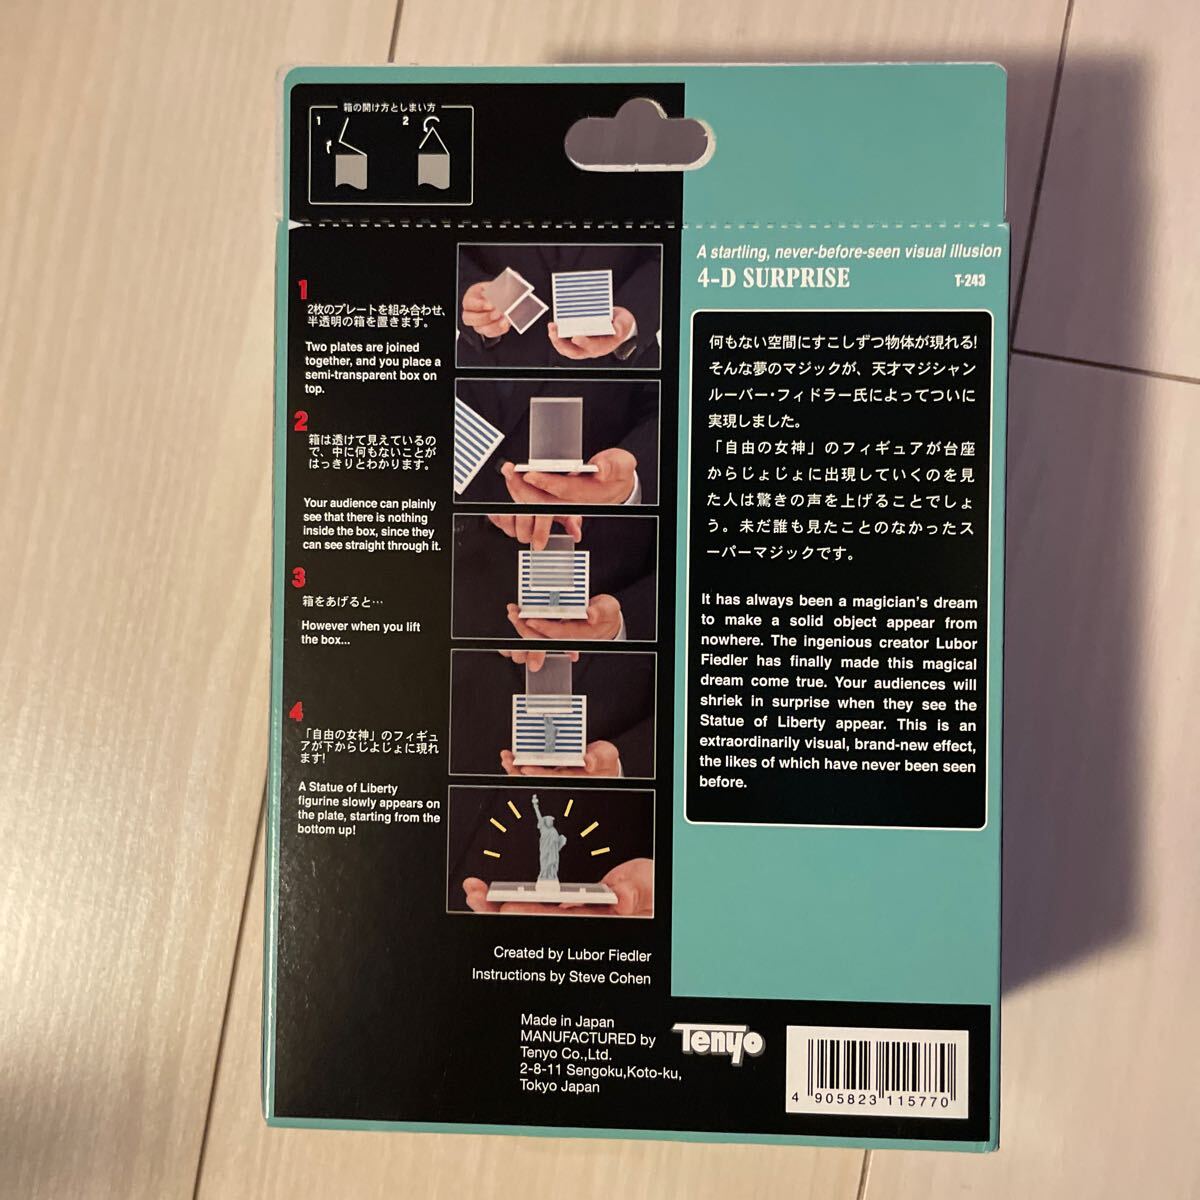 箱の開け方としまい方
1
2
1
2枚のプレートを組み合わせ、
半透明の箱を置きます。
Two plates are joined
together, and you place a
semi-transparent box on
top.
2
箱は透けて見えているの
で、中に何もないことが
はっきりとわかります。
Your audience can plainly
see that there is nothing
inside the box, since they
can see straight through it.
3
箱をあげると…
However when you lift
the box...
4
「自由の女神」のフィギュ
アが下からじょじょに現れ
ます!
A Statue of Liberty
figurine slowly appears on
the plate, starting from the
bottom up!
A startling, never-before-seen visual illusion
4-D SURPRISE
T-243
何もない空間にすこしずつ物体が現れる!
そんな夢のマジックが、天才マジシャン
ルーバー・フィドラー氏によってついに
実現しました。
「自由の女神」のフィギュアが台座
からじょじょに出現していくのを見
た人は驚きの声を上げることでしょ
う。未だ誰も見たことのなかったス
ーパーマジックです。
It has always been a magician's dream
to make a solid object appear from
nowhere. The ingenious creator Lubor
Fiedler has finally made this magical
dream come true. Your audiences will
shriek in surprise when they see the
Statue of Liberty appear. This is an
extraordinarily visual, brand-new effect,
the likes of which have never been seen
before.
Created by Lubor Fiedler
Instructions by Steve Cohen
Made in Japan
MANUFACTURED by
Tenyo Co.,Ltd.
2-8-11 Sengoku,Koto-ku,
Tokyo Japan
Tenyo
4 905823 115770